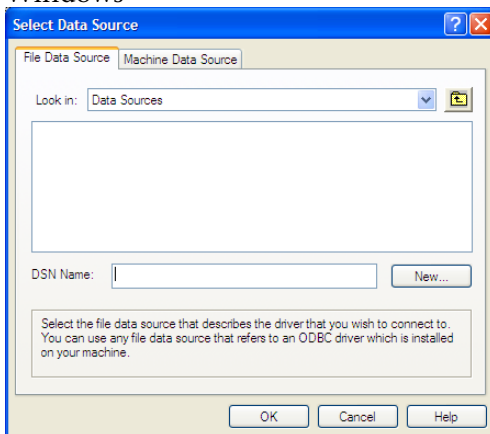 Windows
Select Data Source
File Data Source Machine Data Source
Look in: Data Sources
DSN Name: New...
Select the file data source that describes the driver that you wish to connect to.
You can use any file data source that refers to an ODBC driver which is installed
on your machine.
OK Cancel Help